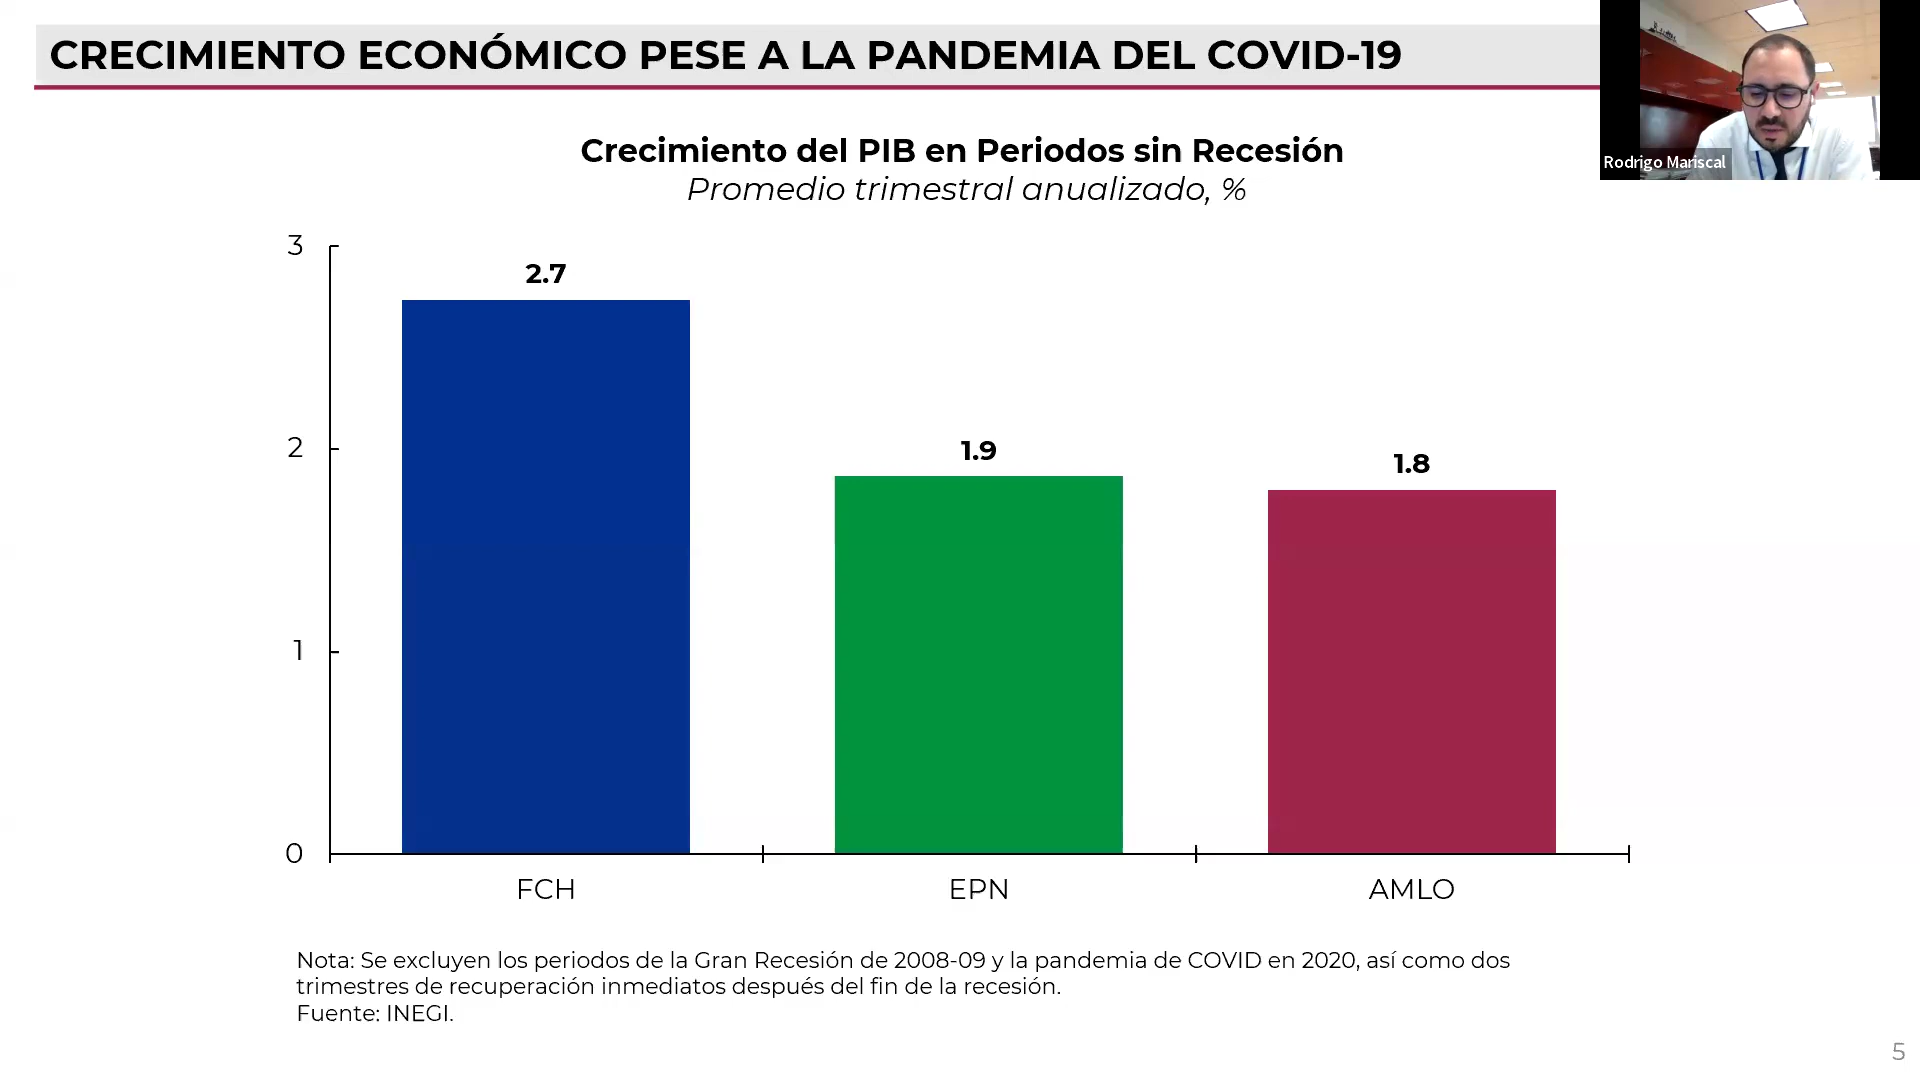 CRECIMIENTO ECONÓMICO PESE A LA PANDEMIA DEL COVID-19
Rodrigo Mariscal
Crecimiento del PIB en Periodos sin Recesión
Promedio trimestral anualizado, %
3
2
1
0
2.7
1.9
1.8
FCH
EPN
AMLO
Nota: Se excluyen los periodos de la Gran Recesión de 2008-09 y la pandemia de COVID en 2020, así como dos
trimestres de recuperación inmediatos después del fin de la recesión.
Fuente: INEGI.
5